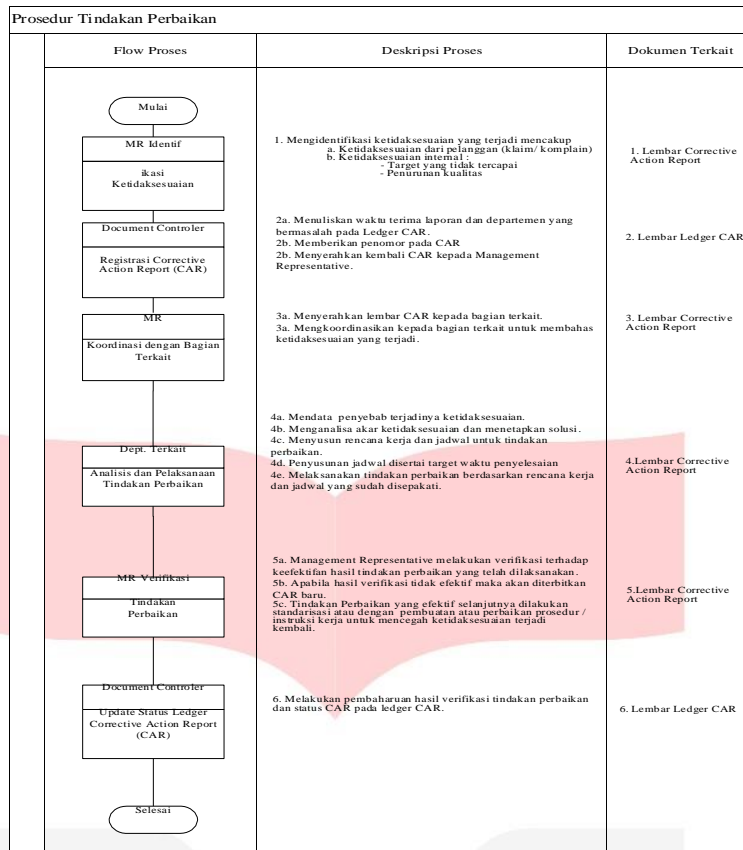 Prosedur Tindakan Perbaikan
Flow Proses
Deskripsi Proses
Dokumen Terkait
Mulai
MR Identif
ikasi
Ketidaksesuaian
1. Mengidentifikasi ketidaksesuaian yang terjadi mencakup
a. Ketidaksesuaian dari pelanggan (klaim/ komplain)
b. Ketidaksesuaian internal :
- Target yang tidak tercapai
- Penurunan kualitas
1. Lembar Corrective
Action Report
Document Controler
Registrasi Corrective
Action Report (CAR)
2a. Menuliskan waktu terima laporan dan departemen yang
bermasalah pada Ledger CAR.
2b. Memberikan penomor pada CAR
2b. Menyerahkan kembali CAR kepada Management
Representative.
2. Lembar Ledger CAR
MR
Koordinasi dengan Bagian
Terkait
3a. Menyerahkan lembar CAR kepada bagian terkait.
3a. Mengkoordinasikan kepada bagian terkait untuk membahas
ketidaksesuaian yang terjadi.
3. Lembar Corrective
Action Report
Dept. Terkait
Analisis dan Pelaksanaan
Tindakan Perbaikan
4a. Mendata penyebab terjadinya ketidaksesuaian.
4b. Menganalisa akar ketidaksesuaian dan menetapkan solusi.
4c. Menyusun rencana kerja dan jadwal untuk tindakan
perbaikan.
4d. Penyusunan jadwal disertai target waktu penyelesaian
4e. Melaksanakan tindakan perbaikan berdasarkan rencana kerja
dan jadwal yang sudah disepakati.
4.Lembar Corrective
Action Report
MR Verifikasi
Tindakan
Perbaikan
5a. Management Representative melakukan verifikasi terhadap
keefektifan hasil tindakan perbaikan yang telah dilaksanakan.
5b. Apabila hasil verifikasi tidak efektif maka akan diterbitkan
CAR baru.
5c. Tindakan Perbaikan yang efektif selanjutnya dilakukan
standarisasi atau dengan pembuatan atau perbaikan prosedur /
instruksi kerja untuk mencegah ketidaksesuaian terjadi
kembali.
5.Lembar Corrective
Action Report
Document Controler
Update Status Ledger
Corrective Action Report
(CAR)
6. Melakukan pembaharuan hasil verifikasi tindakan perbaikan
dan status CAR pada ledger CAR.
6. Lembar Ledger CAR
Selesai